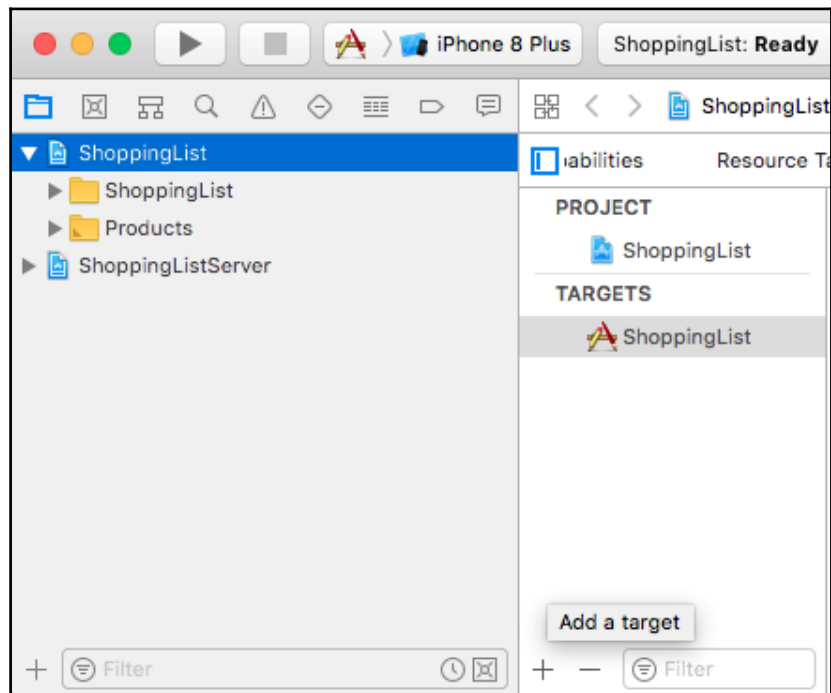 iPhone 8 Plus
ShoppingList: Ready
ShoppingList
ShoppingList
Products
ShoppingListServer
Filter
ShoppingList
abilities
Resource Ta
PROJECT
ShoppingList
TARGETS
ShoppingList
Add a target
Filter